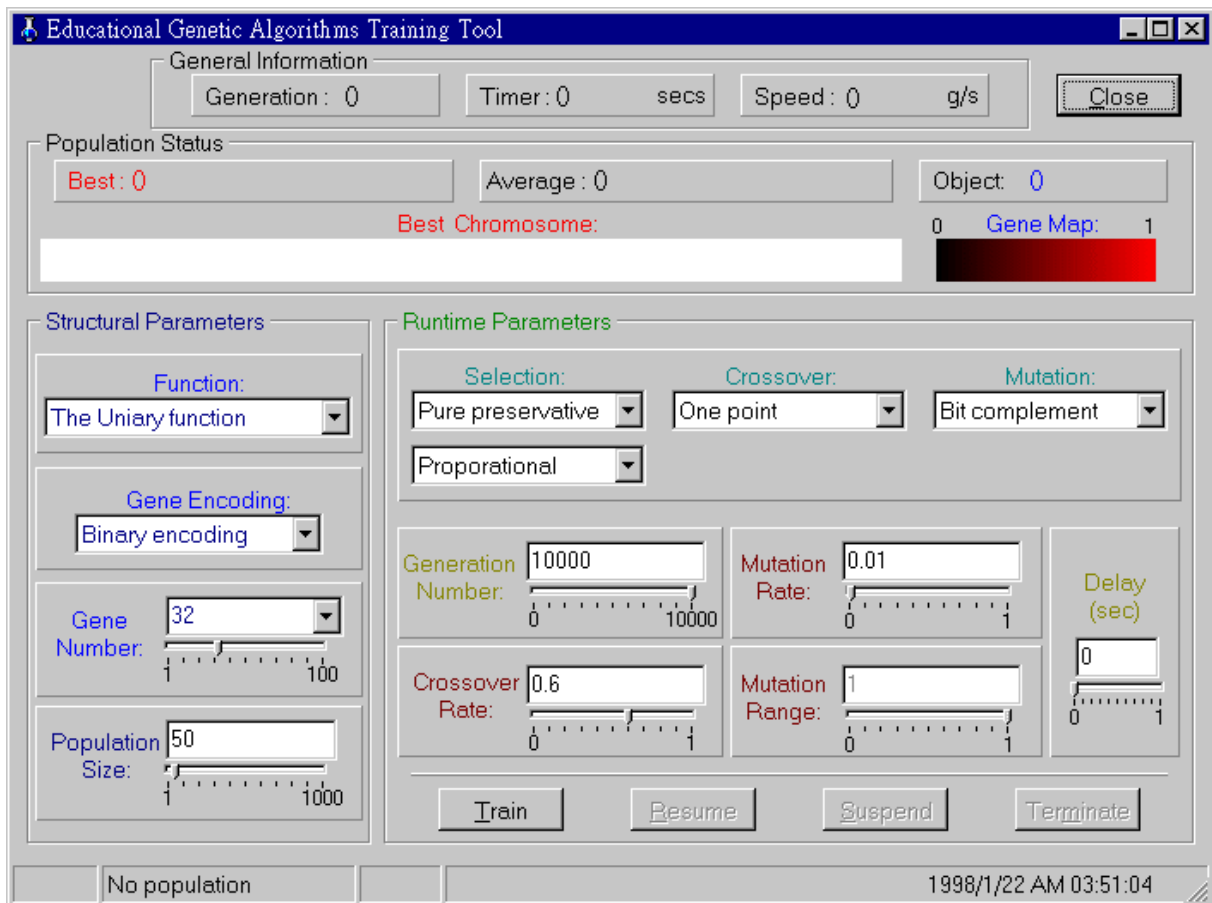 Educational Genetic Algorithms Training Tool
General Information
Generation : 0
Timer : 0 secs
Speed : 0 g/s
Close
Population Status
Best : 0
Average : 0
Object: 0
Best Chromosome:
0 Gene Map: 1
Structural Parameters
Function:
The Uniary function
Gene Encoding:
Binary encoding
Gene Number:
32
1 100
Population Size:
50
1 1000
Runtime Parameters
Selection:
Pure preservative
Proporational
Crossover:
One point
Mutation:
Bit complement
Generation Number:
10000
0 10000
Mutation Rate:
0.01
0 1
Crossover Rate:
0.6
0 1
Mutation Range:
1
0 1
Delay (sec)
0
0 1
Train
Resume
Suspend
Terminate
No population
1998/1/22 AM 03:51:04